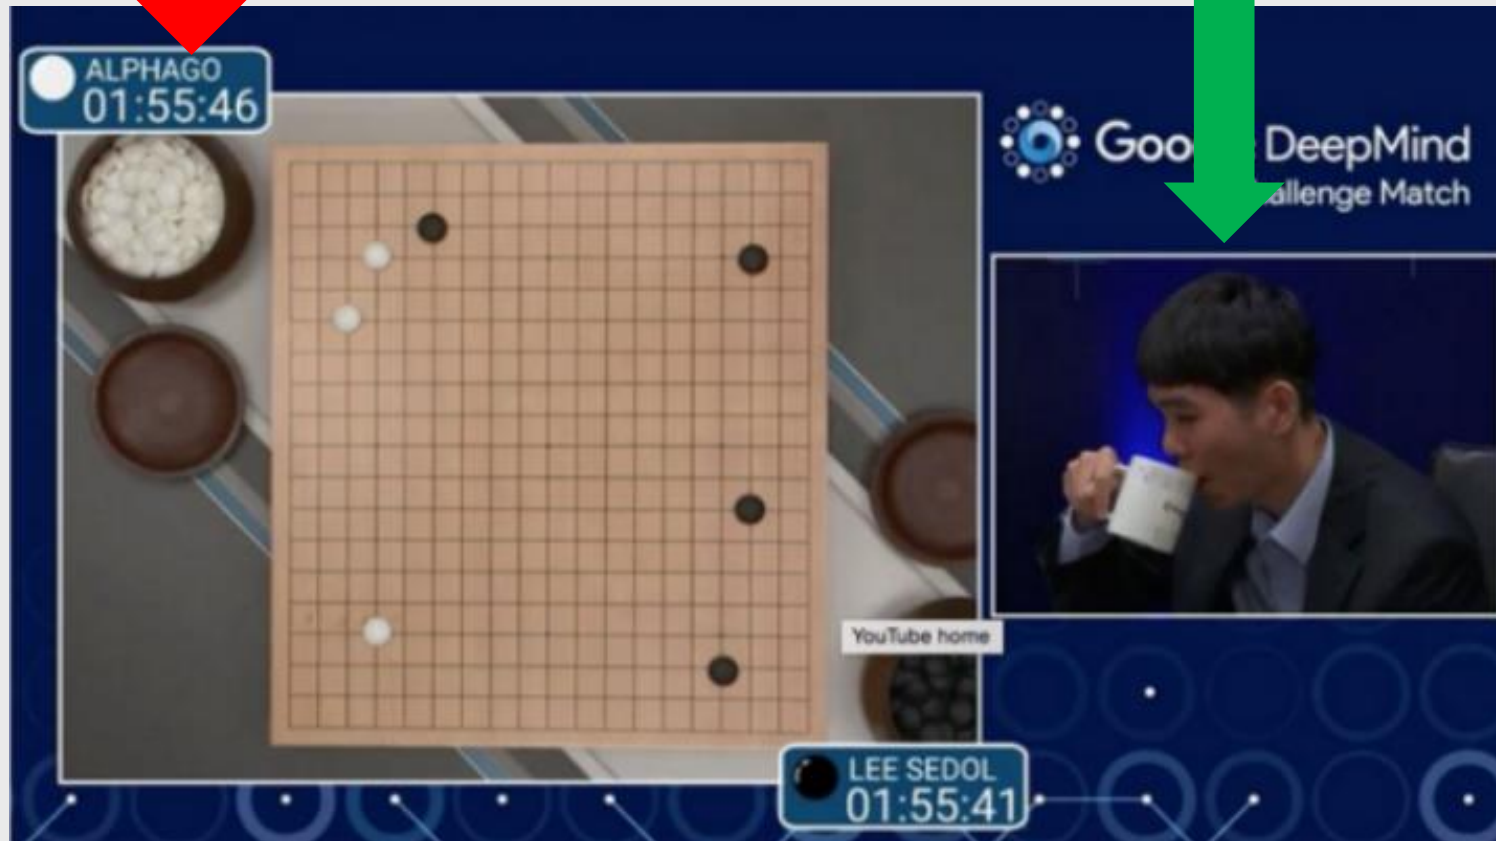 ALPHAGO
01:55:46
Goo DeepMind
allenge Match
YouTube home
LEE SEDOL
01:55:41